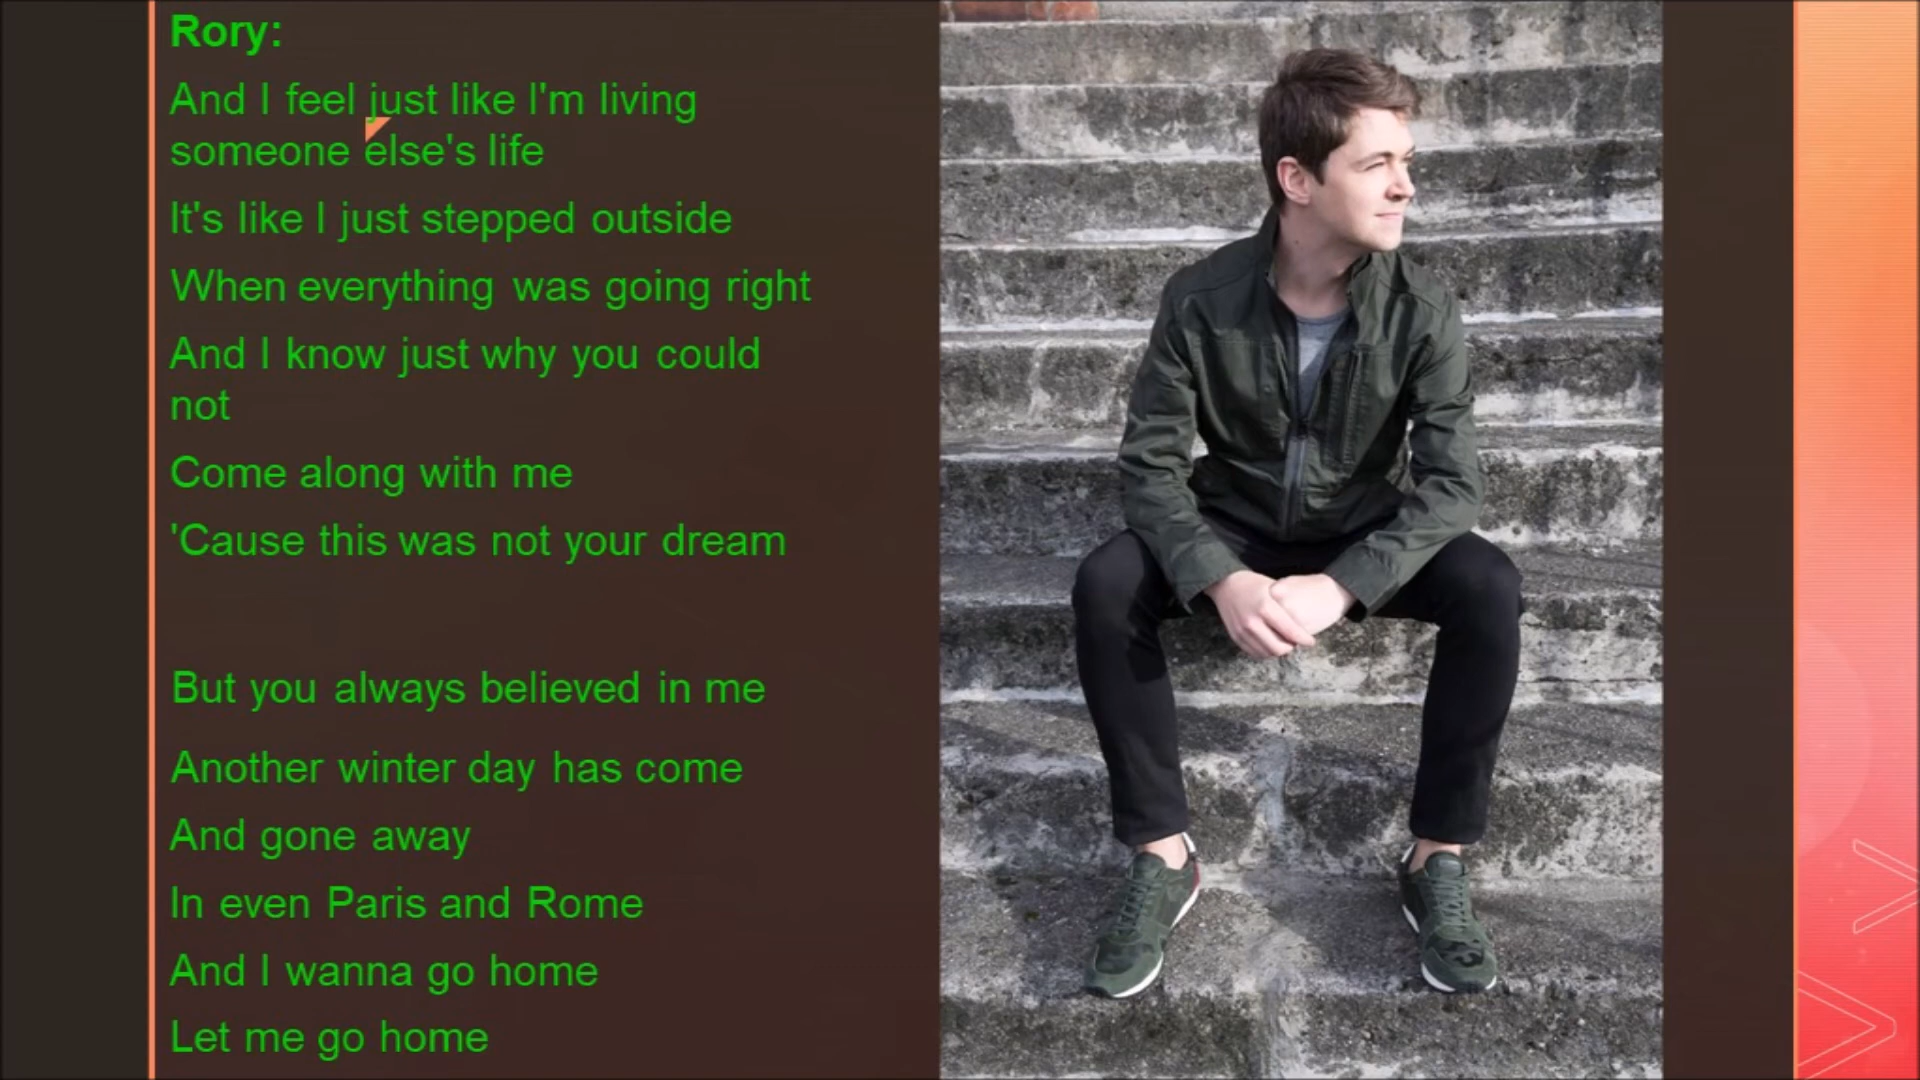 Rory:
And I feel just like I'm living
someone else's life
It's like I just stepped outside
When everything was going right
And I know just why you could
not
Come along with me
'Cause this was not your dream
But you always believed in me
Another winter day has come
And gone away
In even Paris and Rome
And I wanna go home
Let me go home